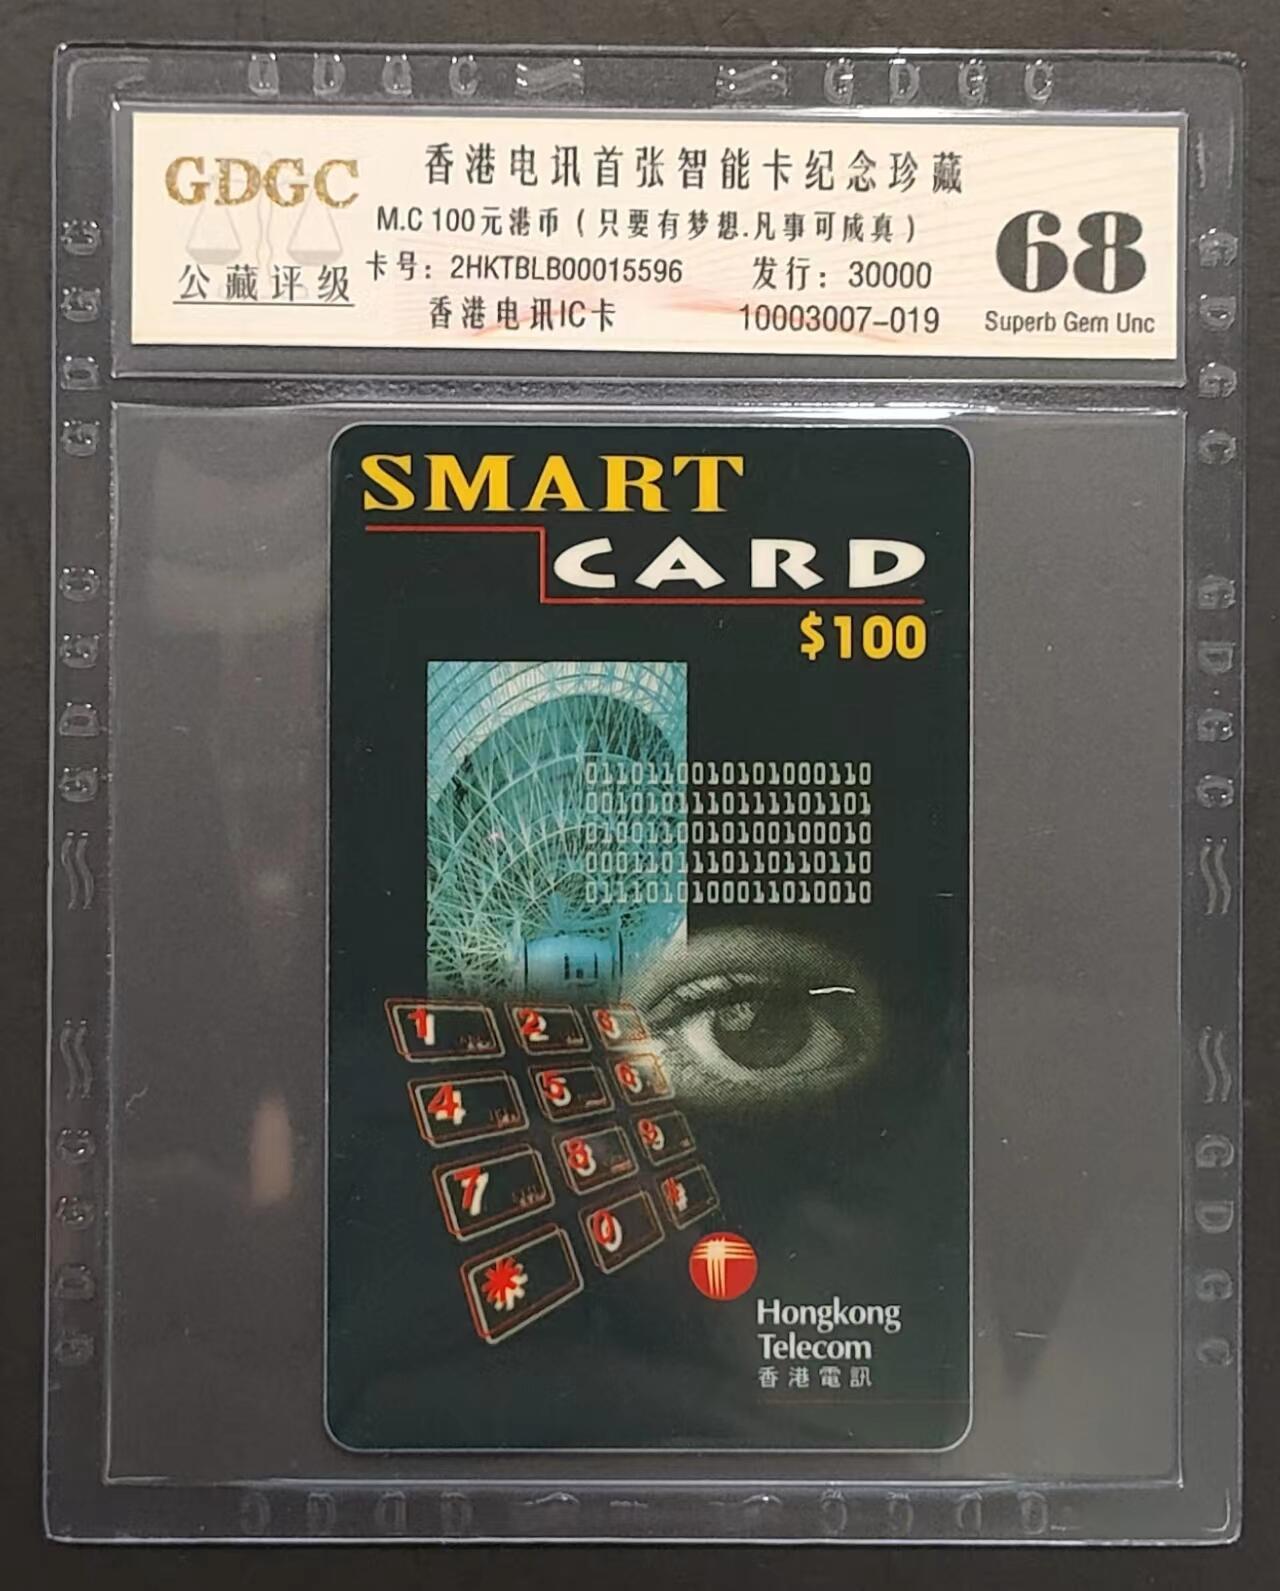 G D G C G D G C
GDGC
公藏评级
香港电讯首张智能卡纪念珍藏
M.C 100元港币（只要有梦想.凡事可成真）
卡号：2HKTBLB00015596 发行：30000
香港电讯IC卡 10003007-019
68
Superb Gem Unc
SMART
CARD
$100
0110110010101000110
0010101110111101101
0100110010100100010
0001101110110110110
0111010100011010010
1 2 3
4 5 6
7 8 9
* 0 #
Hongkong
Telecom
香港電訊